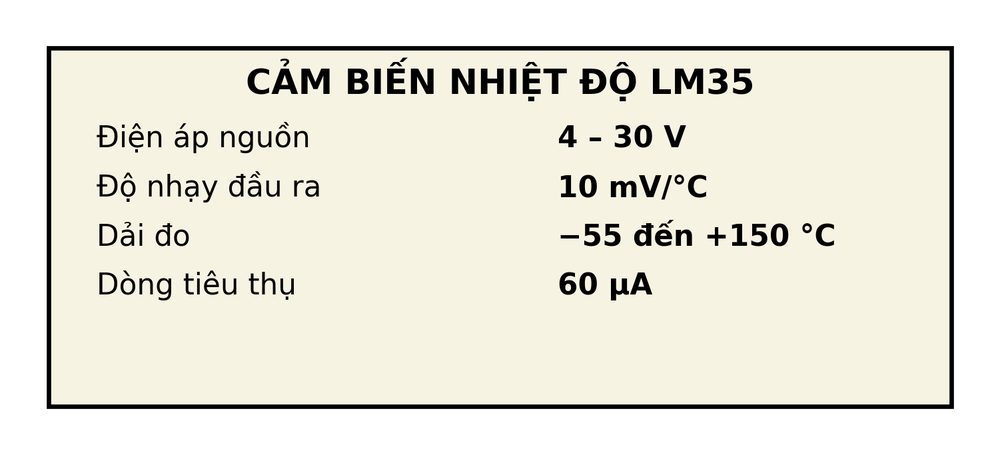 CẢM BIẾN NHIỆT ĐỘ LM35
Điện áp nguồn 4 – 30 V
Độ nhạy đầu ra 10 mV/°C
Dải đo −55 đến +150 °C
Dòng tiêu thụ 60 µA